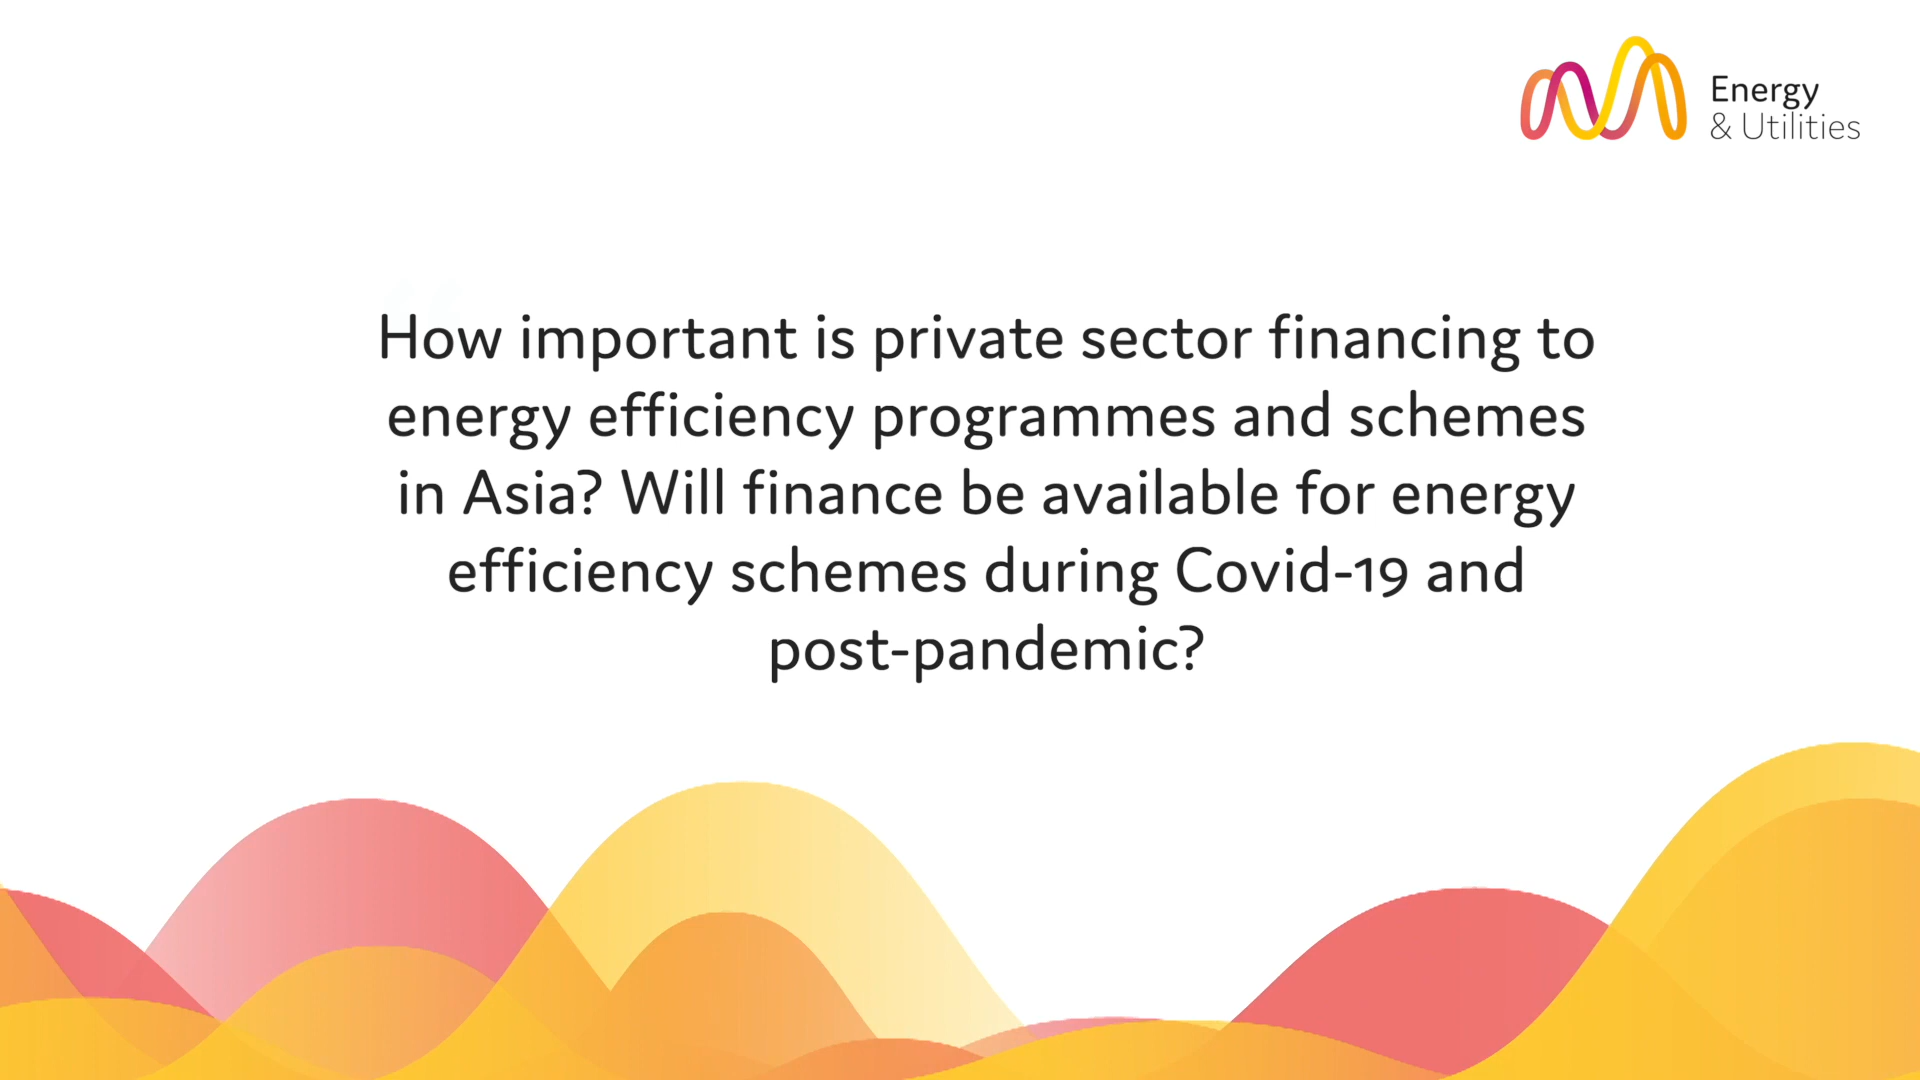 Energy
& Utilities
How important is private sector financing to
energy efficiency programmes and schemes
in Asia? Will finance be available for energy
efficiency schemes during Covid-19 and
post-pandemic?